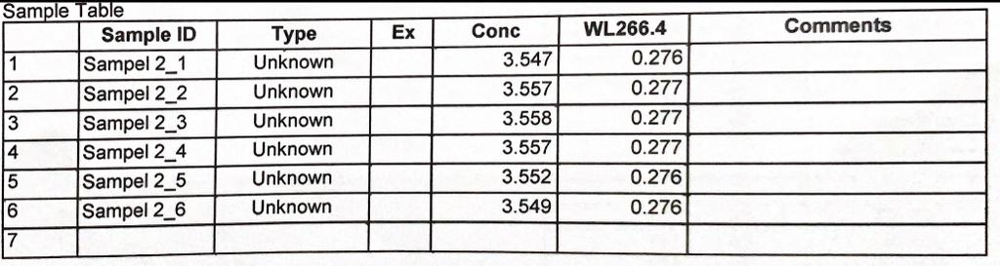 Sample Table
Sample ID Type Ex Conc WL266.4 Comments
1 Sampel 2_1 Unknown 3.547 0.276
2 Sampel 2_2 Unknown 3.557 0.277
3 Sampel 2_3 Unknown 3.558 0.277
4 Sampel 2_4 Unknown 3.557 0.277
5 Sampel 2_5 Unknown 3.552 0.276
6 Sampel 2_6 Unknown 3.549 0.276
7